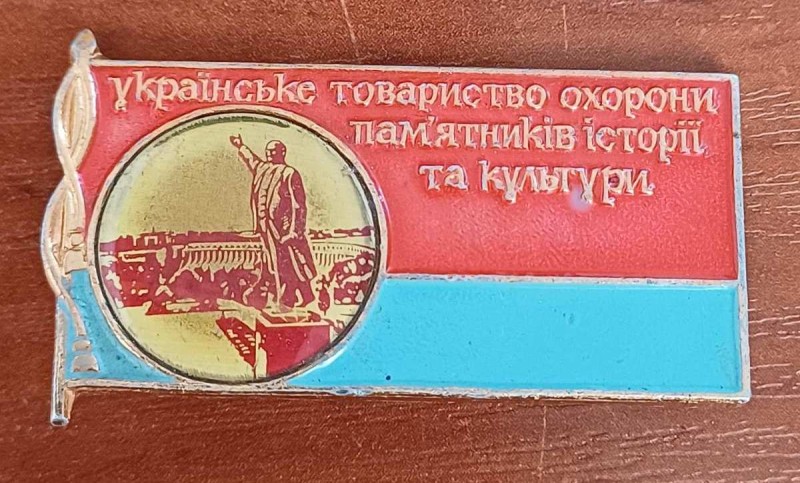 українське товариство охорони
пам'ятників історії
та культури